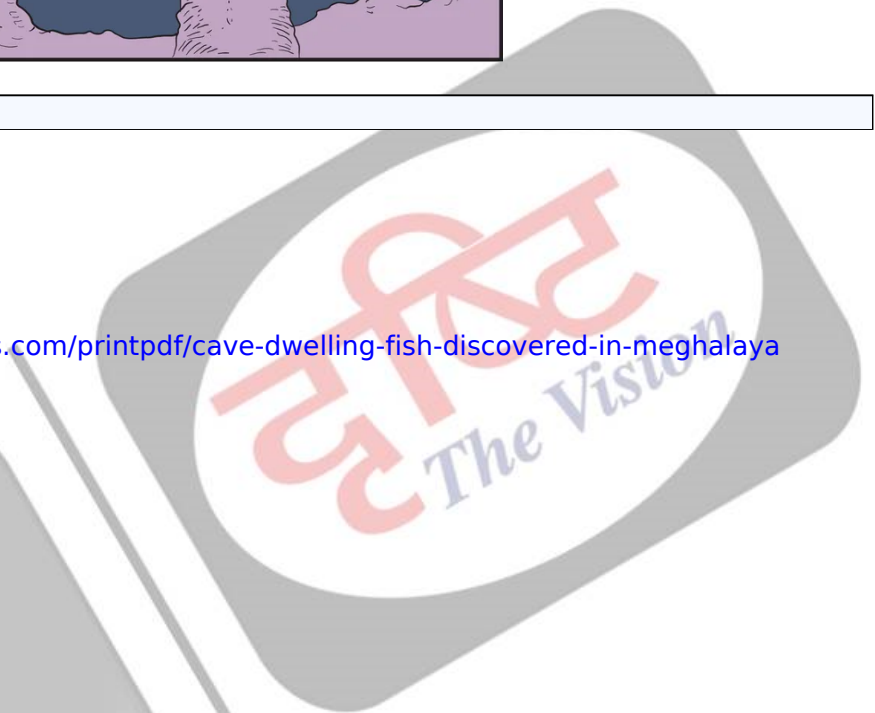 s.com/printpdf/cave-dwelling-fish-discovered-in-meghalaya
दृष्टि
The Vision